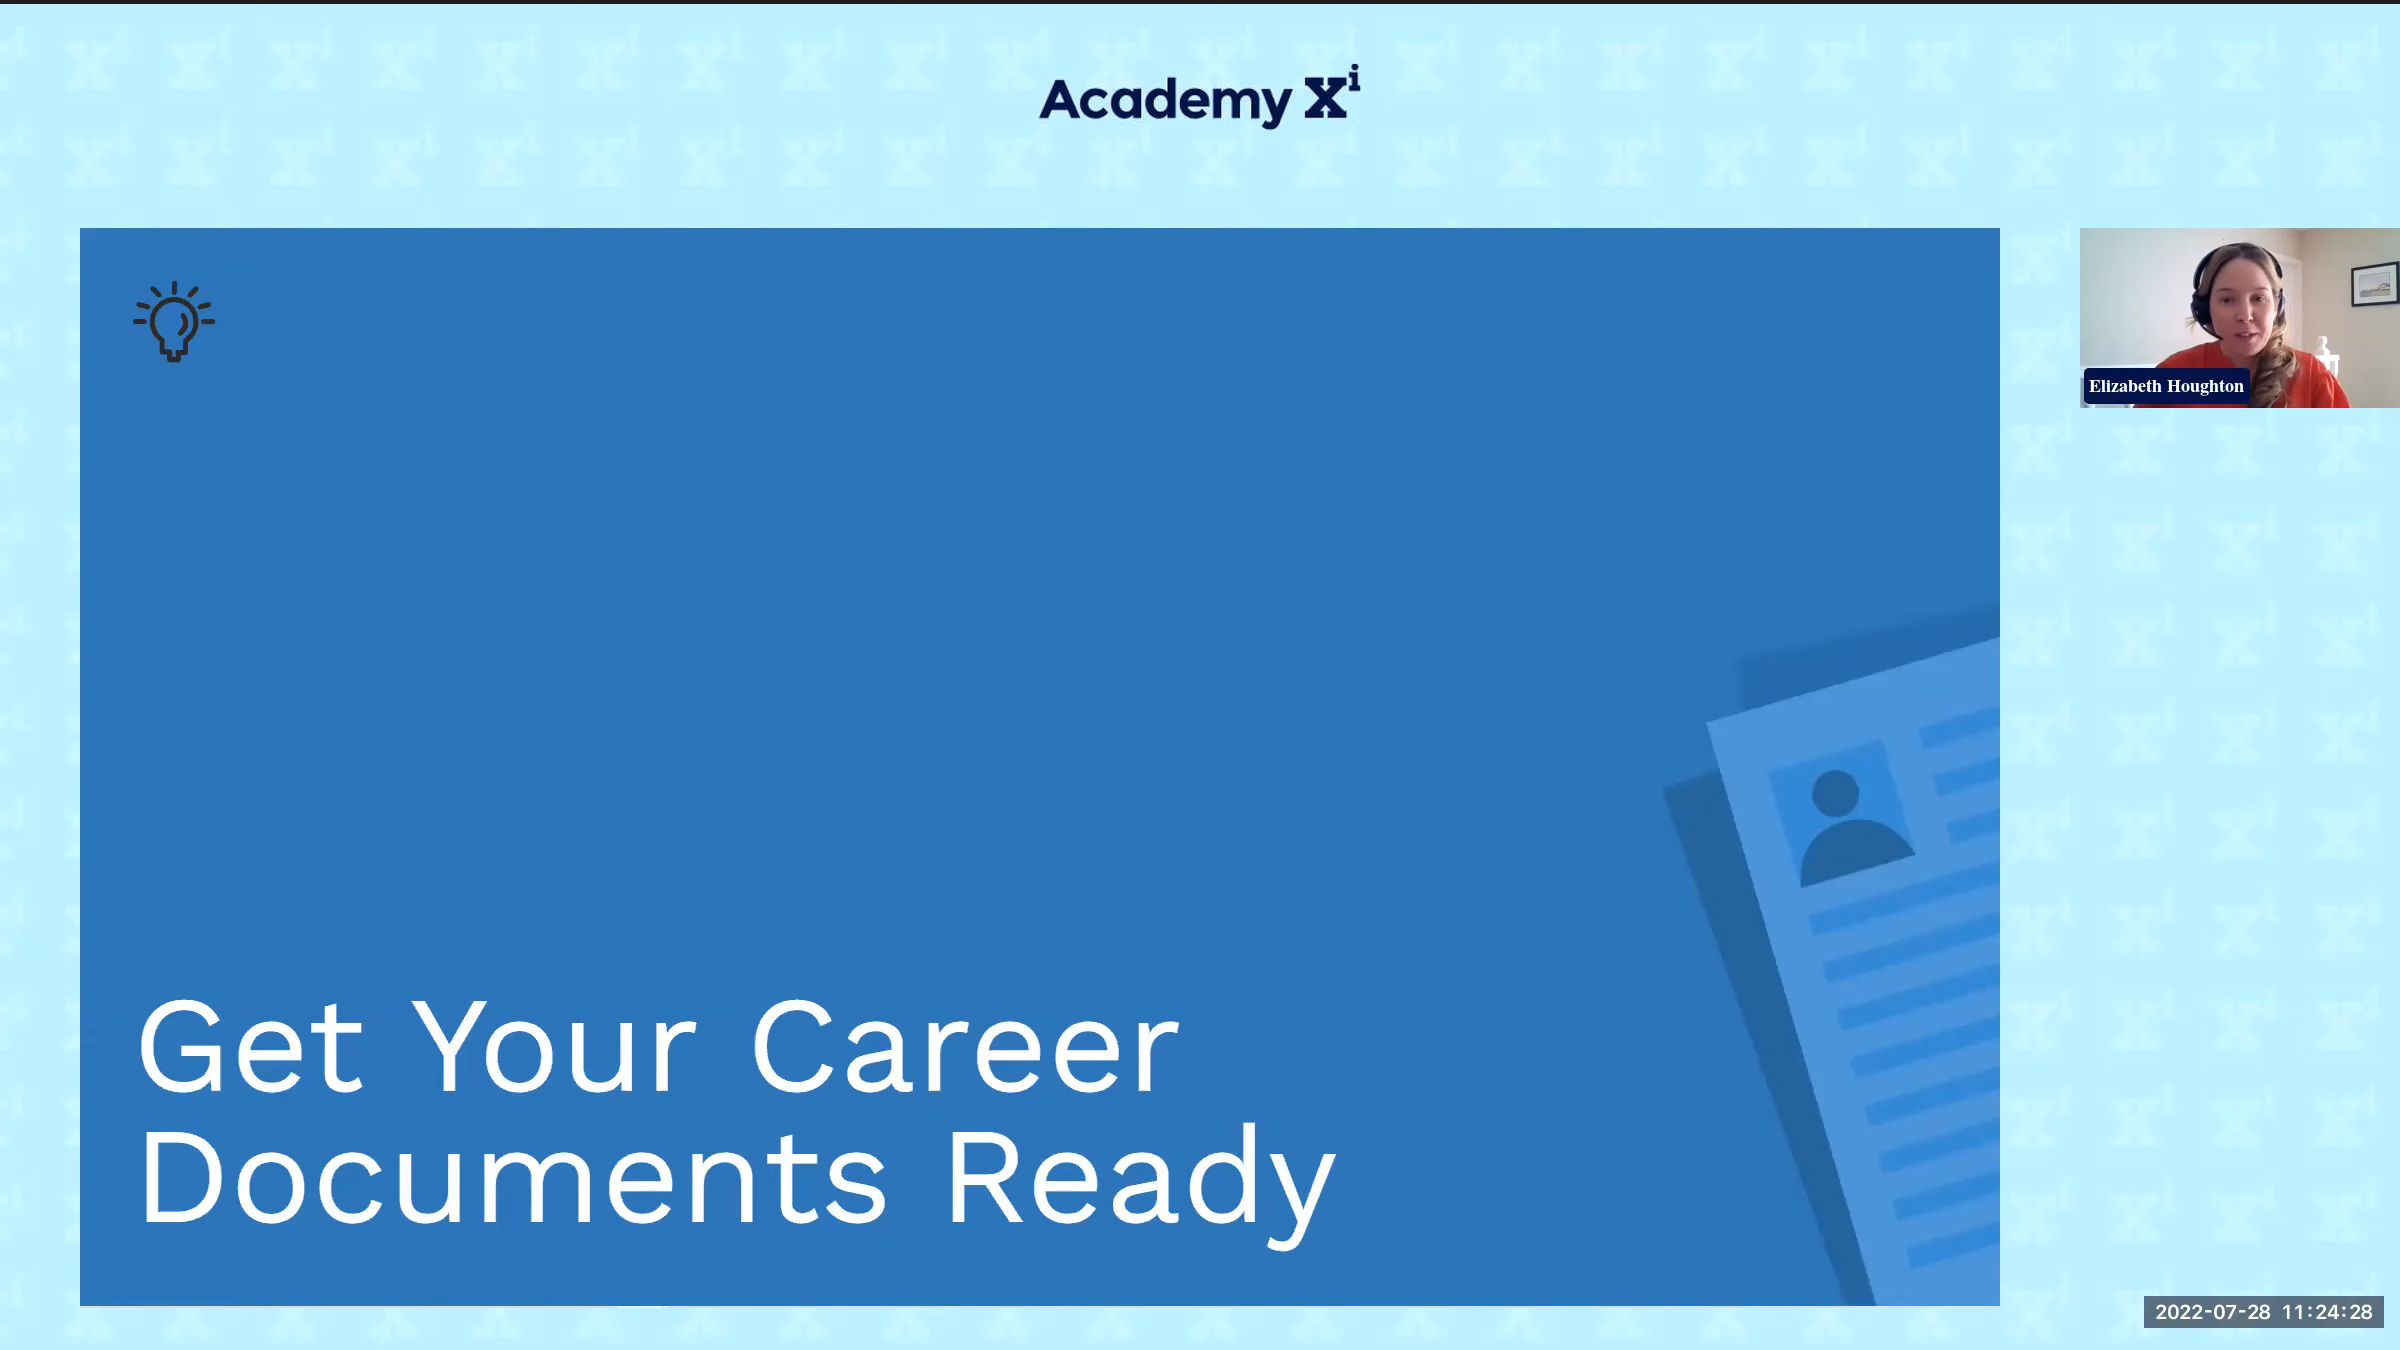 Academy Xi
Elizabeth Houghton
Get Your Career
Documents Ready
2022-07-28 11:24:28